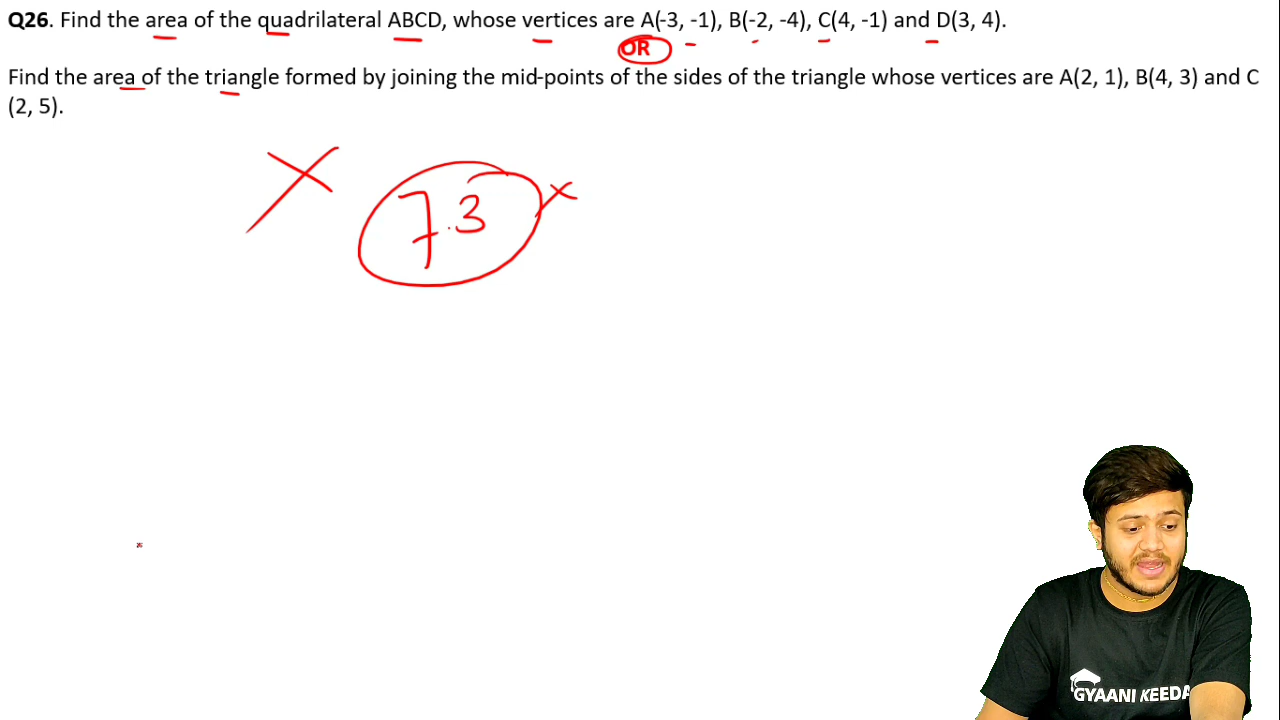 Q26. Find the area of the quadrilateral ABCD, whose vertices are A(-3, -1), B(-2, -4), C(4, -1) and D(3, 4).
OR
Find the area of the triangle formed by joining the mid-points of the sides of the triangle whose vertices are A(2, 1), B(4, 3) and C
(2, 5).
7.3 x
GYAANI KEEDA